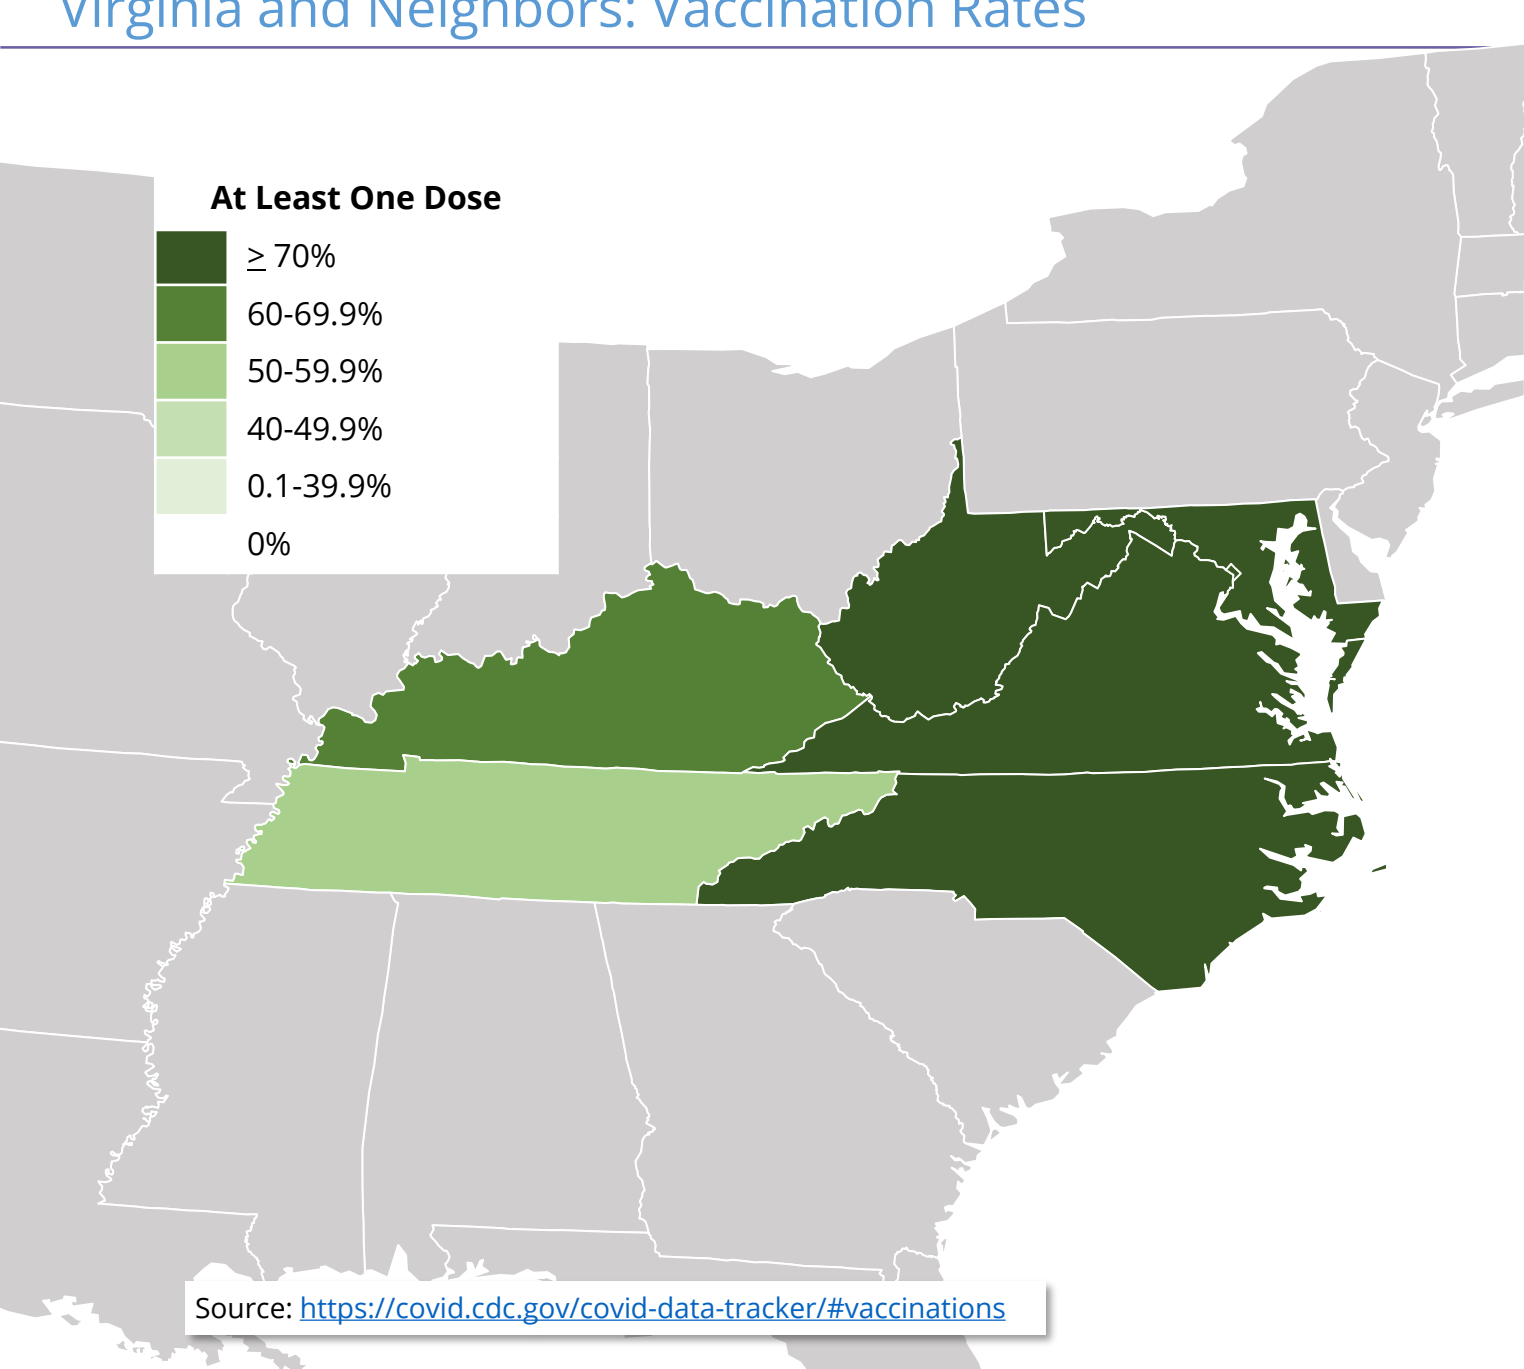 Virginia and Neighbors: Vaccination Rates
At Least One Dose
≥ 70%
60-69.9%
50-59.9%
40-49.9%
0.1-39.9%
0%
Source: https://covid.cdc.gov/covid-data-tracker/#vaccinations